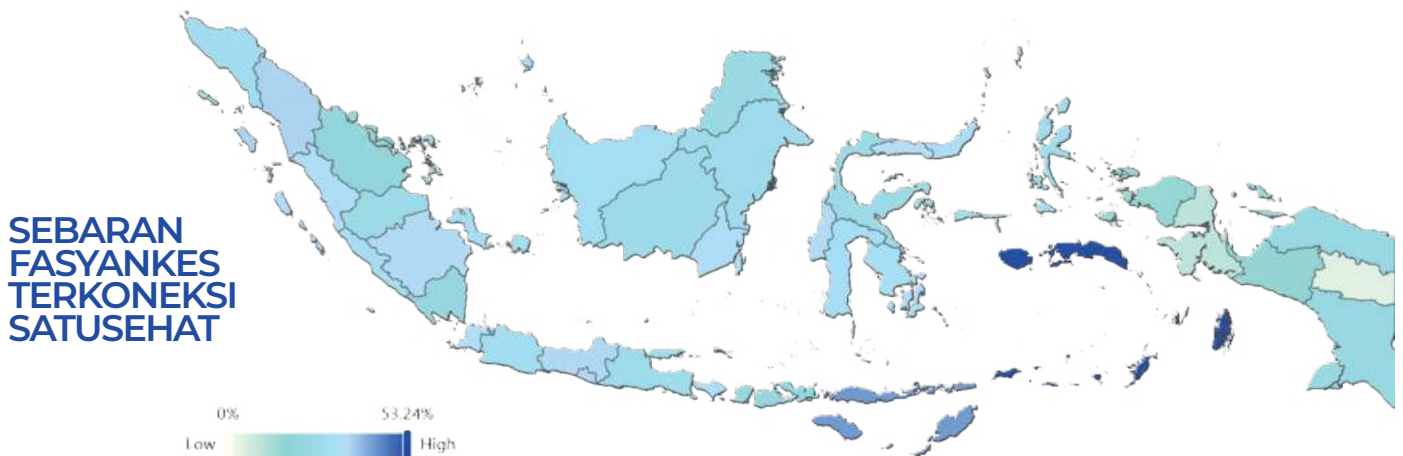 SEBARAN
FASYANKES
TERKONEKSI
SATUSEHAT
0% 53.24%
Low High